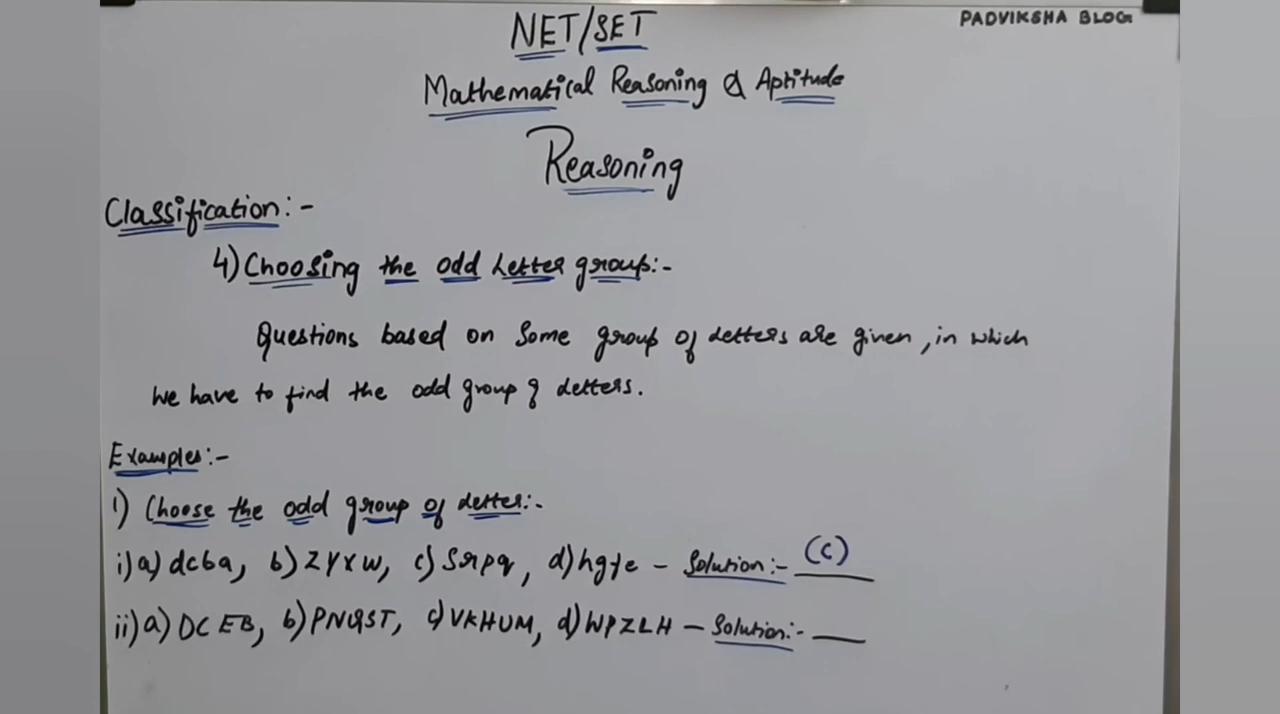 PADVIKSHA BLOG
NET/SET
Mathematical Reasoning & Aptitude
Reasoning
Classification:-
4) Choosing the odd Letter group:-
Questions based on Some group of Letters are given, in which
we have to find the odd group of Letters.
Examples:-
1) Choose the odd group of Letter:-
i) a) dcba, b) ZYXW, c) Srpq, d) hgfe - Solution:- (C)
ii) a) DCEB, b) PNQST, c) VKHUM, d) WPZLH - Solution:- ___